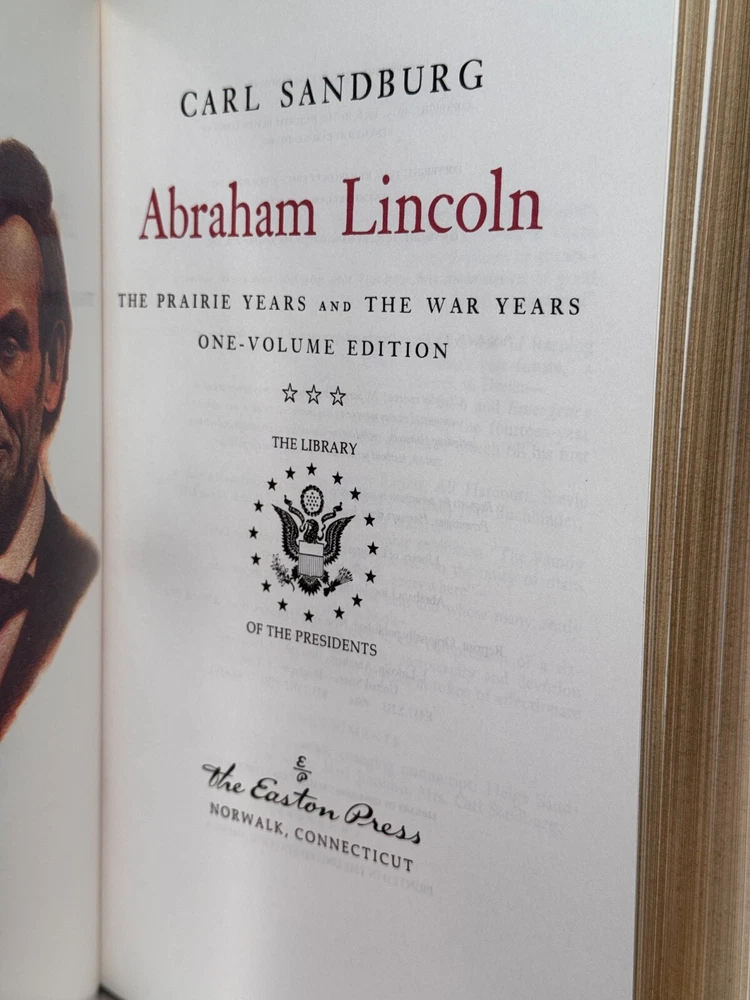 CARL SANDBURG
Abraham Lincoln
THE PRAIRIE YEARS AND THE WAR YEARS
ONE-VOLUME EDITION
THE LIBRARY
OF THE PRESIDENTS
EP
the Easton Press
NORWALK, CONNECTICUT